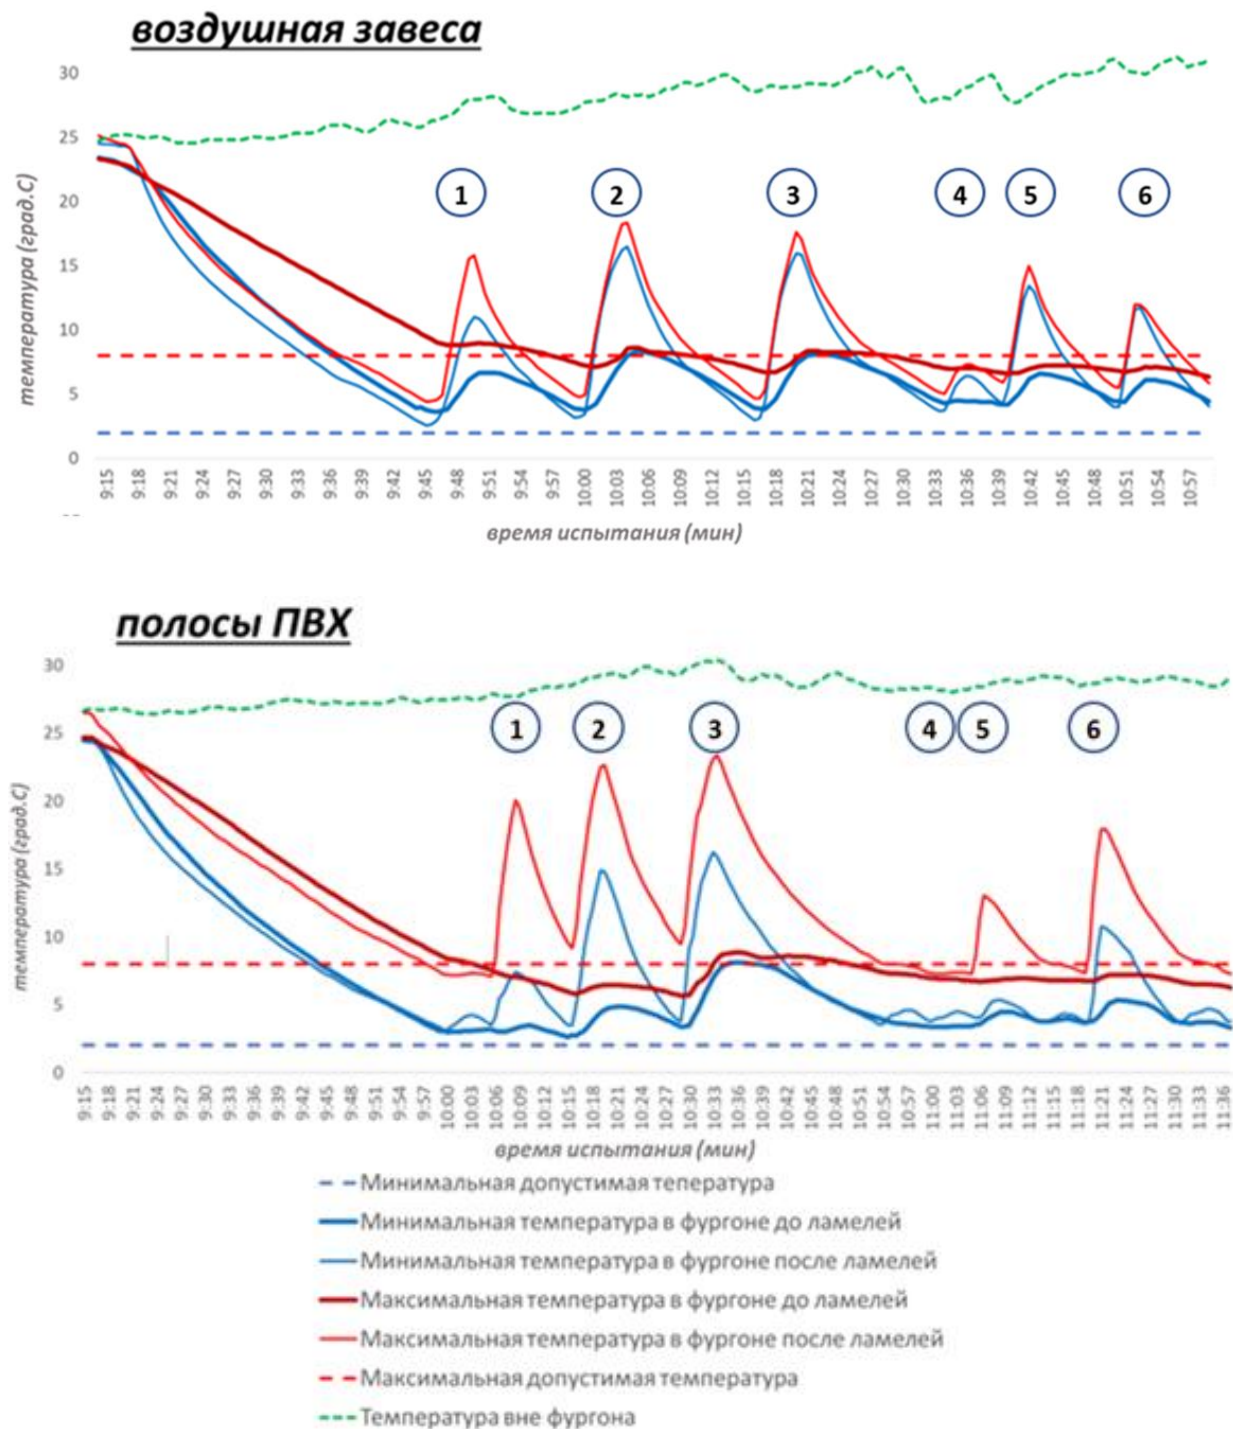 воздушная завеса
30
25
20
15
10
5
0
температура (град.С)
1 2 3 4 5 6
9:15 9:18 9:21 9:24 9:27 9:30 9:33 9:36 9:39 9:42 9:45 9:48 9:51 9:54 9:57 10:00 10:03 10:06 10:09 10:12 10:15 10:18 10:21 10:24 10:27 10:30 10:33 10:36 10:39 10:42 10:45 10:48 10:51 10:54 10:57
время испытания (мин)
полосы ПВХ
30
25
20
15
10
5
0
температура (град.С)
1 2 3 4 5 6
9:15 9:18 9:21 9:24 9:27 9:30 9:33 9:36 9:39 9:42 9:45 9:48 9:51 9:54 9:57 10:00 10:03 10:06 10:09 10:12 10:15 10:18 10:21 10:24 10:27 10:30 10:33 10:36 10:39 10:42 10:45 10:48 10:51 10:54 10:57 11:00 11:03 11:06 11:09 11:12 11:15 11:18 11:21 11:24 11:27 11:30 11:33 11:36
время испытания (мин)
Минимальная допустимая тепература
Минимальная температура в фургоне до ламелей
Минимальная температура в фургоне после ламелей
Максимальная температура в фургоне до ламелей
Максимальная температура в фургоне после ламелей
Максимальная допустимая температура
Температура вне фургона